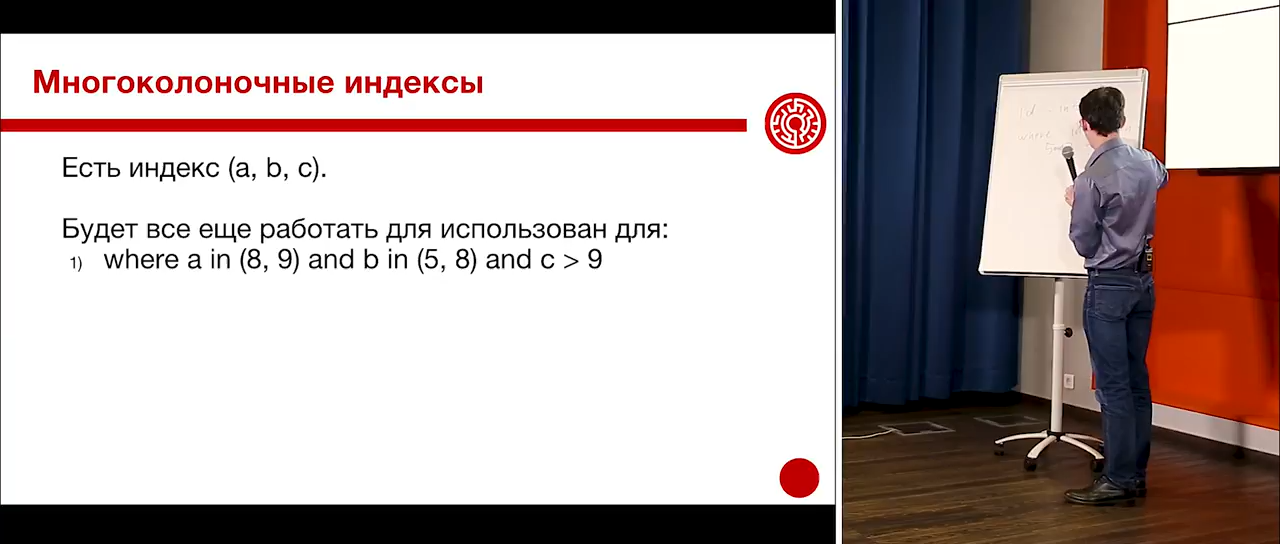 Многоколоночные индексы
Есть индекс (a, b, c).
Будет все еще работать для использован для:
1) where a in (8, 9) and b in (5, 8) and c > 9
where